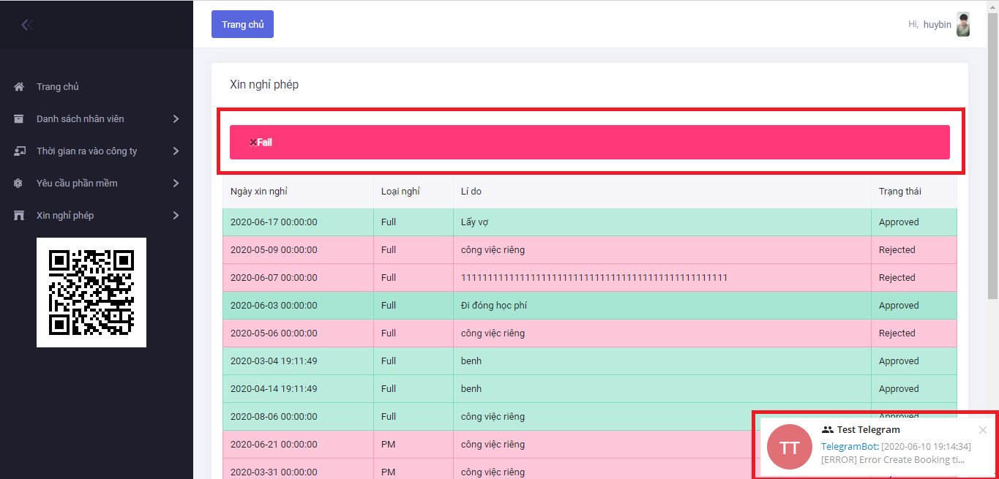 Trang chủ
Hi, huybin
Trang chủ
Danh sách nhân viên
Thời gian ra vào công ty
Yêu cầu phần mềm
Xin nghỉ phép
Xin nghỉ phép
×Fail
Ngày xin nghỉ Loại nghỉ Lí do Trạng thái
2020-06-17 00:00:00 Full Lấy vợ Approved
2020-05-09 00:00:00 Full công việc riêng Rejected
2020-06-07 00:00:00 Full 11111111111111111111111111111111111111111111111111 Rejected
2020-06-03 00:00:00 Full Đi đóng học phí Approved
2020-05-06 00:00:00 Full công việc riêng Rejected
2020-03-04 19:11:49 Full benh Approved
2020-04-14 19:11:49 Full benh Approved
2020-08-06 00:00:00 Full công việc riêng Approved
2020-06-21 00:00:00 PM công việc riêng
2020-03-31 00:00:00 PM công việc riêng
TT
Test Telegram
TelegramBot: [2020-06-10 19:14:34]
[ERROR] Error Create Booking ti...